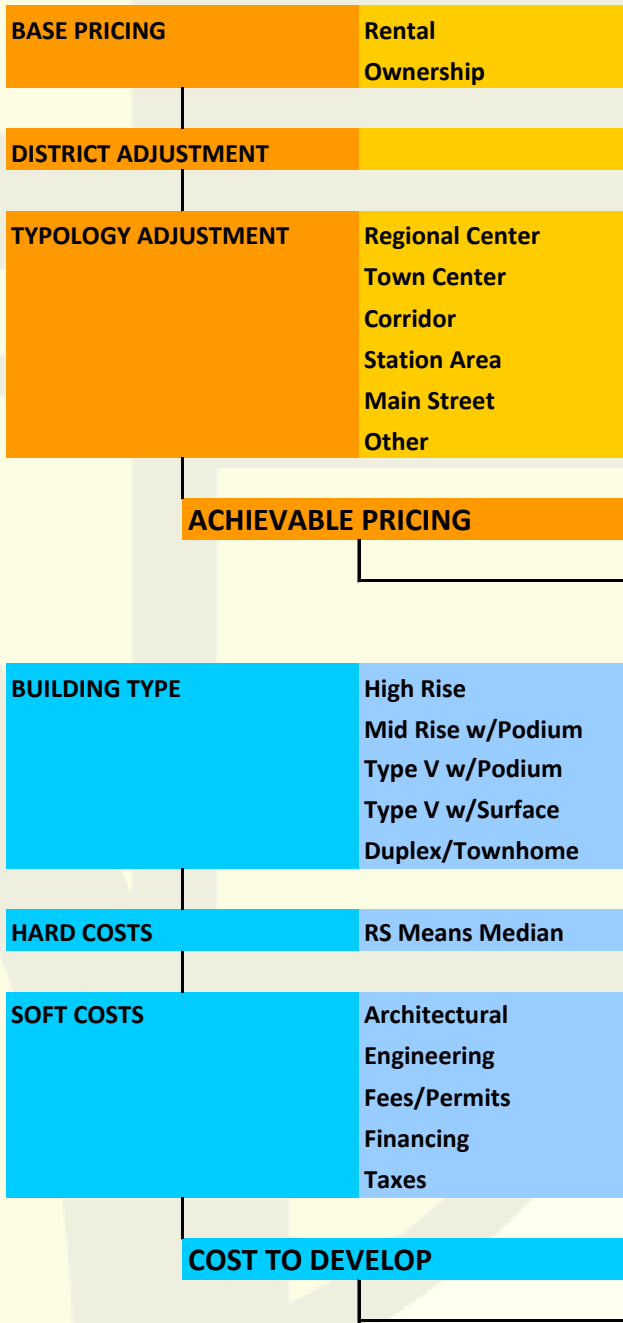 BASE PRICING Rental
Ownership
DISTRICT ADJUSTMENT
TYPOLOGY ADJUSTMENT Regional Center
Town Center
Corridor
Station Area
Main Street
Other
ACHIEVABLE PRICING
BUILDING TYPE High Rise
Mid Rise w/Podium
Type V w/Podium
Type V w/Surface
Duplex/Townhome
HARD COSTS RS Means Median
SOFT COSTS Architectural
Engineering
Fees/Permits
Financing
Taxes
COST TO DEVELOP